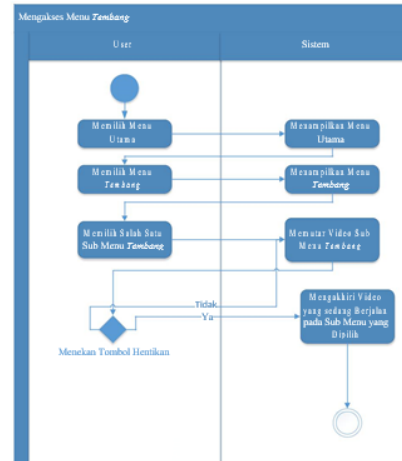 Mengakses Menu Tembang
User
Sistem
Memilih Menu
Utama
Menampilkan Menu
Utama
Memilih Menu
Tembang
Menampilkan Menu
Tembang
Memilih Salah Satu
Sub Menu Tembang
Memutar Video Sub
Menu Tembang
Tidak
Ya
Menekan Tombol Hentikan
Mengakhiri Video
yang sedang Berjalan
pada Sub Menu yang
Dipilih